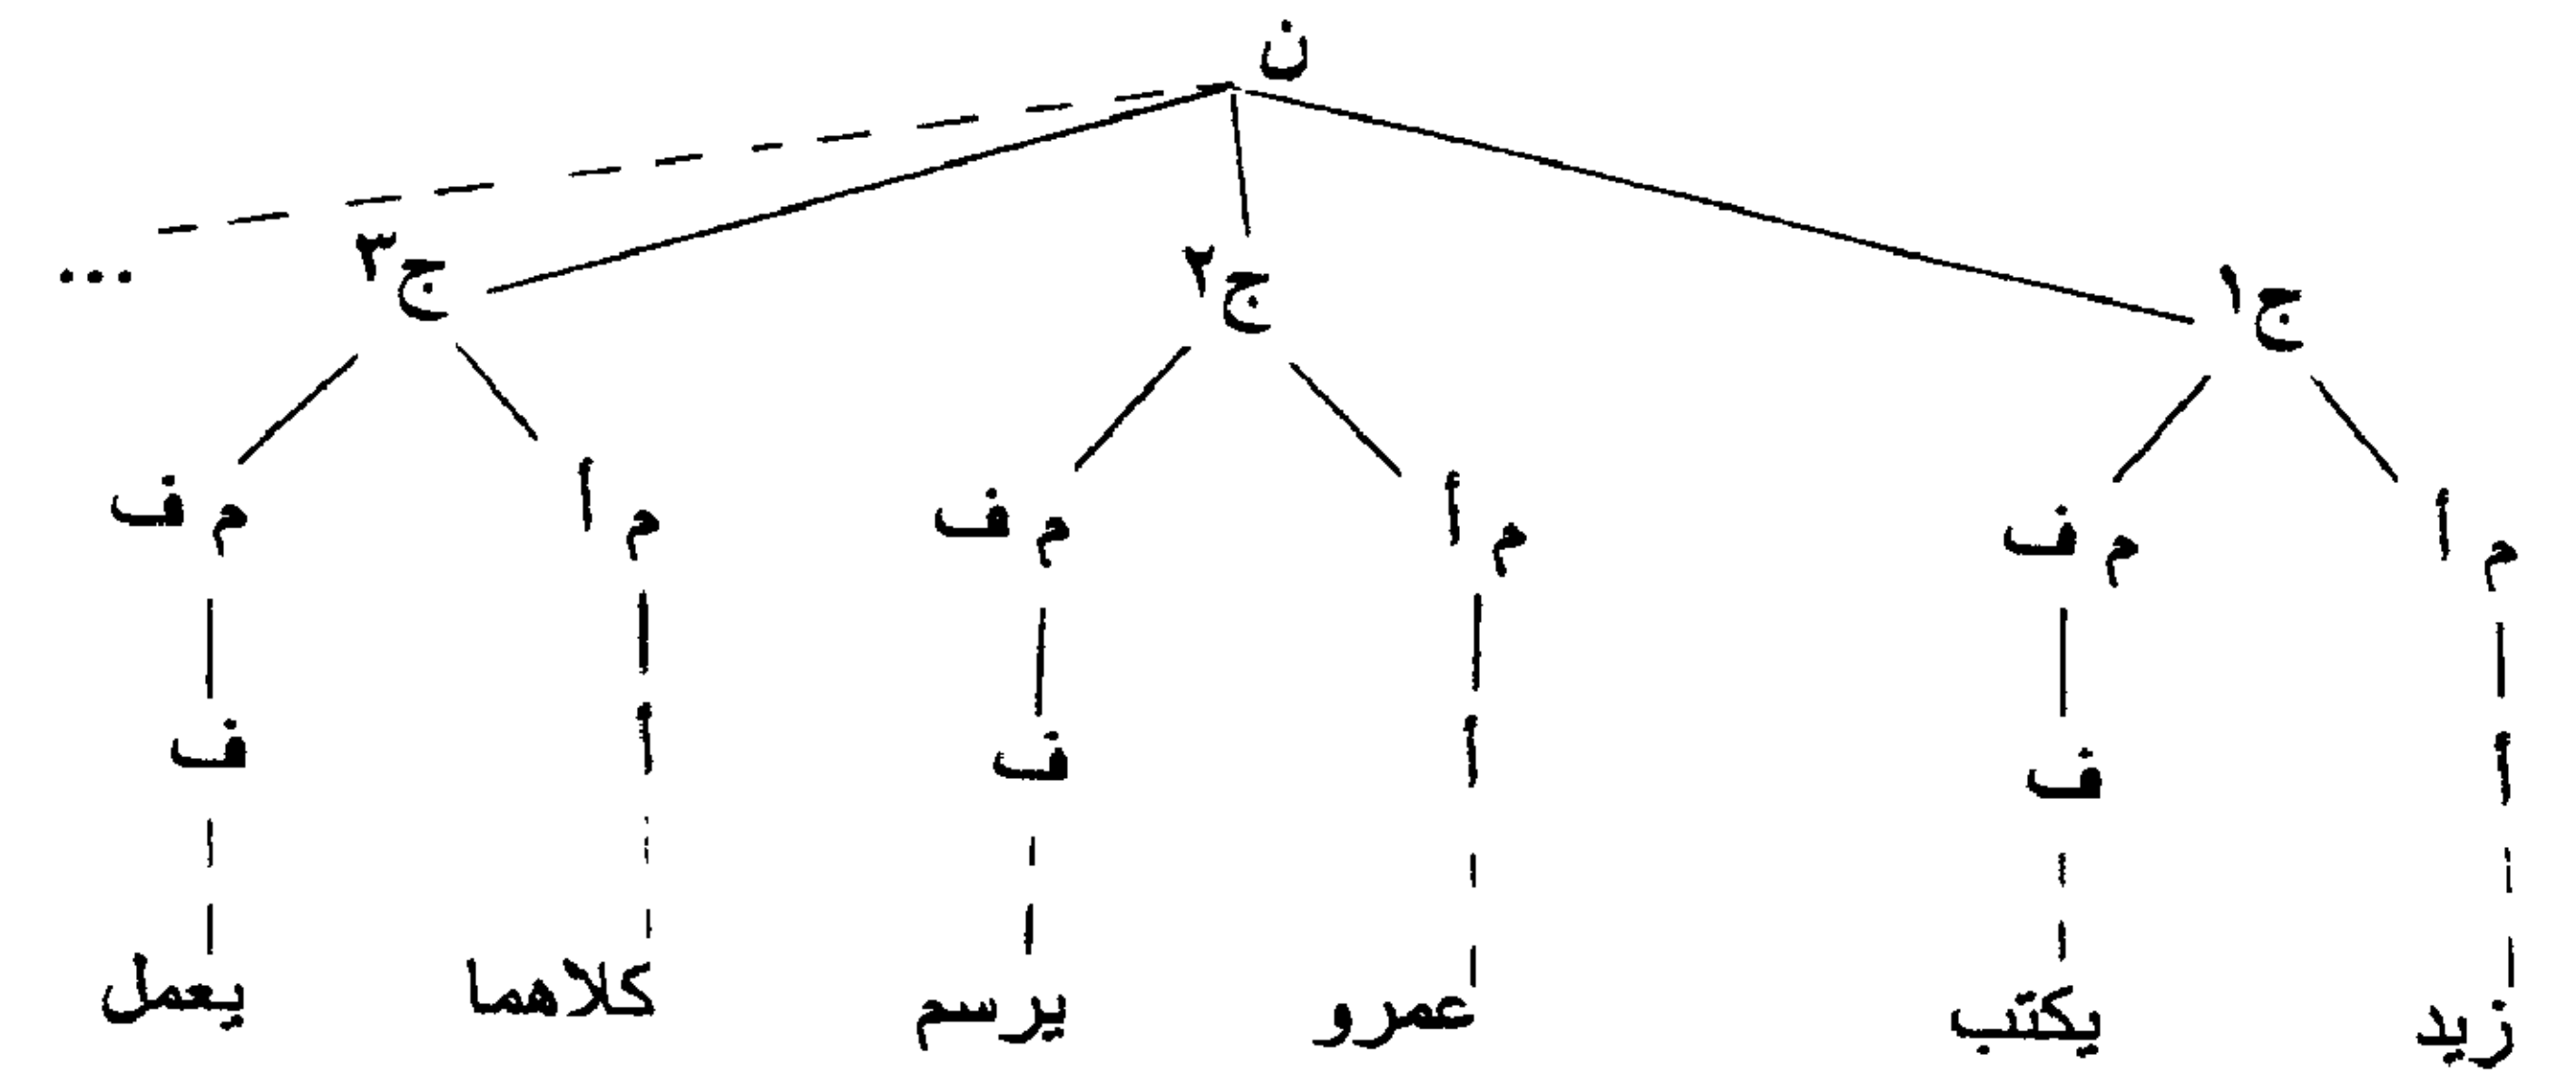 ن
ج١ ج٢ ج٣ ...
م أ م ف م أ م ف م أ م ف
أ ف أ ف أ ف
زيد يكتب عمرو يرسم كلاهما يعمل